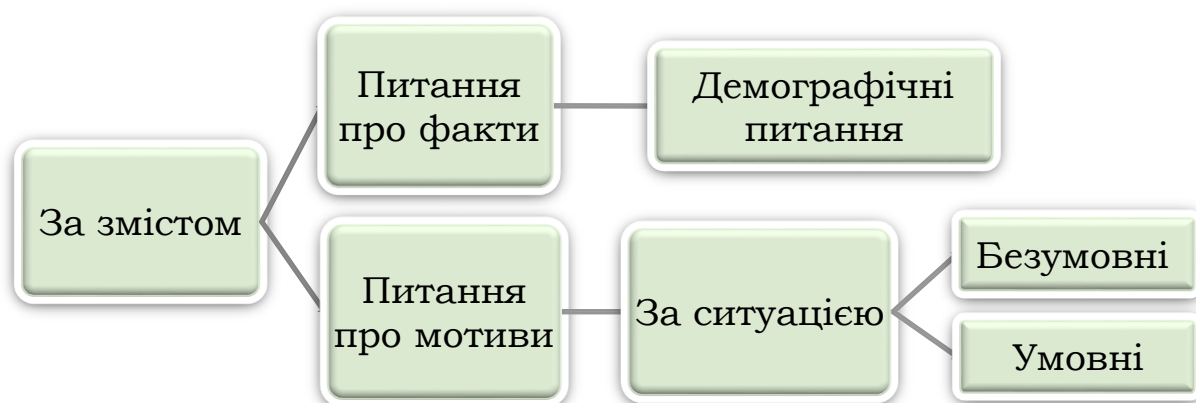 За змістом
Питання
про факти
Демографічні
питання
Питання
про мотиви
За ситуацією
Безумовні
Умовні